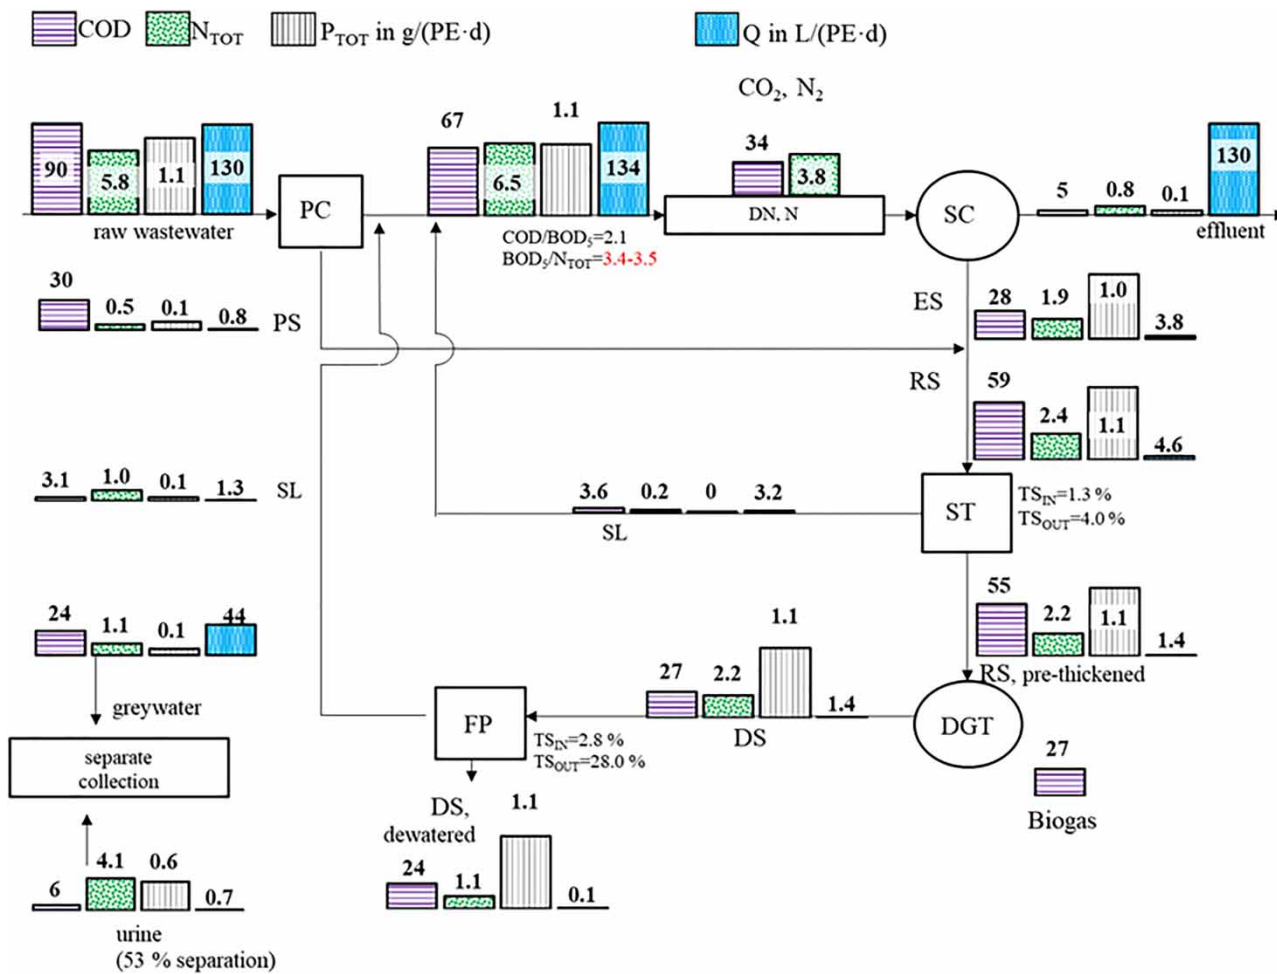 COD NTOT PTOT in g/(PE·d) Q in L/(PE·d)
CO2, N2
90 5.8 1.1 130
raw wastewater
PC
67 6.5 1.1 134
COD/BOD5=2.1
BOD5/NTOT=3.4-3.5
34 3.8
DN, N
SC
5 0.8 0.1 130
effluent
30 0.5 0.1 0.8 PS
ES 28 1.9 1.0 3.8
RS 59 2.4 1.1 4.6
3.1 1.0 0.1 1.3 SL
3.6 0.2 0 3.2
SL
ST
TSIN=1.3 %
TSOUT=4.0 %
24 1.1 0.1 44
greywater
separate
collection
55 2.2 1.1 1.4
RS, pre-thickened
27 2.2 1.1 1.4
DS
DGT
FP
TSIN=2.8 %
TSOUT=28.0 %
27
Biogas
DS,
dewatered
24 1.1 1.1 0.1
6 4.1 0.6 0.7
urine
(53 % separation)